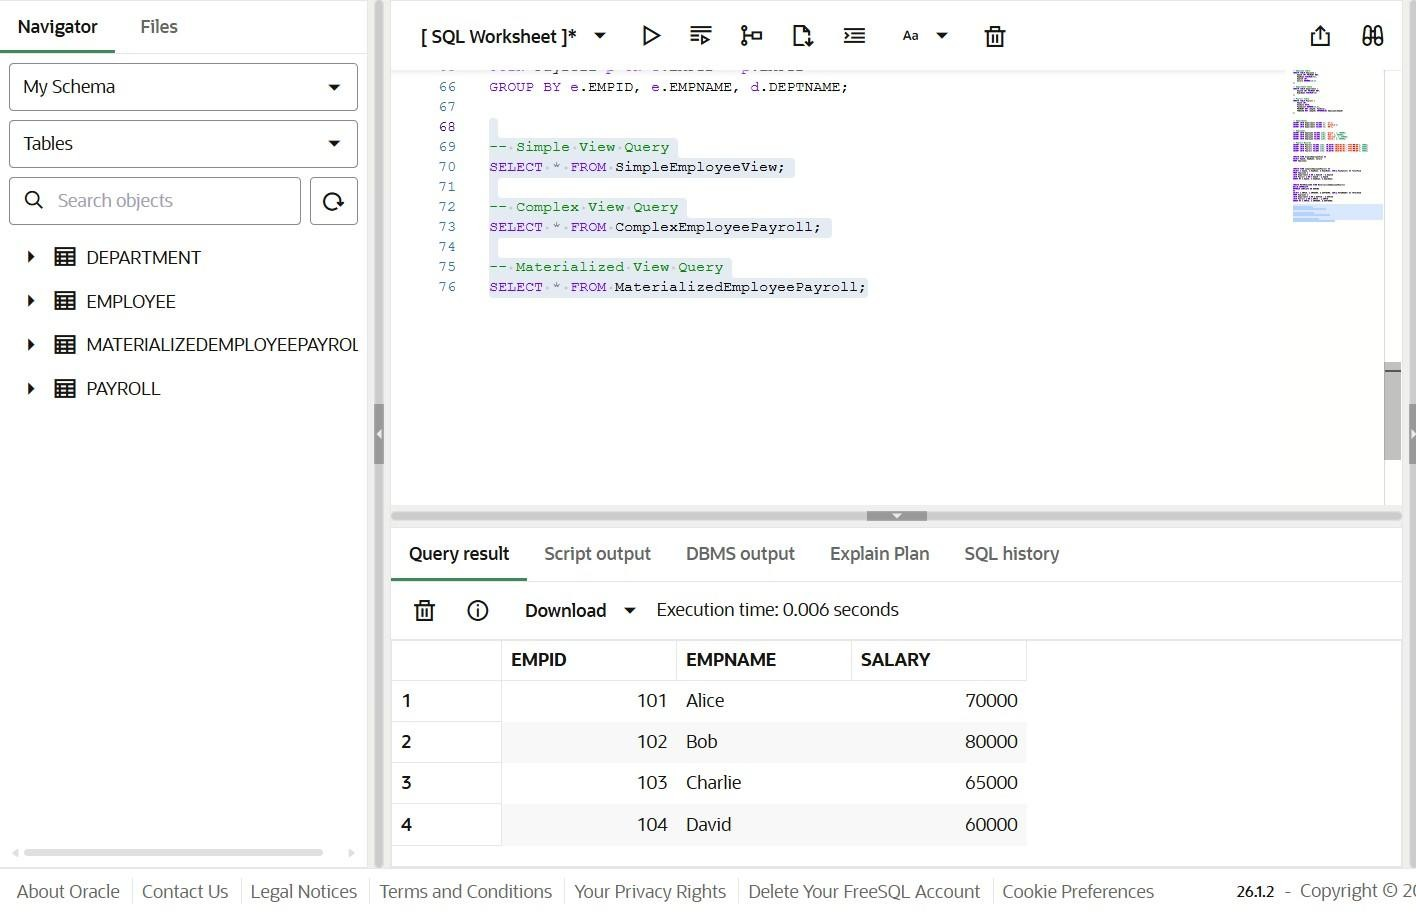 Navigator Files
My Schema
Tables
Search objects
DEPARTMENT
EMPLOYEE
MATERIALIZEDEMPLOYEEPAYROL
PAYROLL
[ SQL Worksheet ]* Aa
66 GROUP BY e.EMPID, e.EMPNAME, d.DEPTNAME;
67
68
69 -- Simple View Query
70 SELECT * FROM SimpleEmployeeView;
71
72 -- Complex View Query
73 SELECT * FROM ComplexEmployeePayroll;
74
75 -- Materialized View Query
76 SELECT * FROM MaterializedEmployeePayroll;
Query result Script output DBMS output Explain Plan SQL history
Download Execution time: 0.006 seconds
EMPID EMPNAME SALARY
1 101 Alice 70000
2 102 Bob 80000
3 103 Charlie 65000
4 104 David 60000
About Oracle Contact Us Legal Notices Terms and Conditions Your Privacy Rights Delete Your FreeSQL Account Cookie Preferences 26.1.2 - Copyright © 20